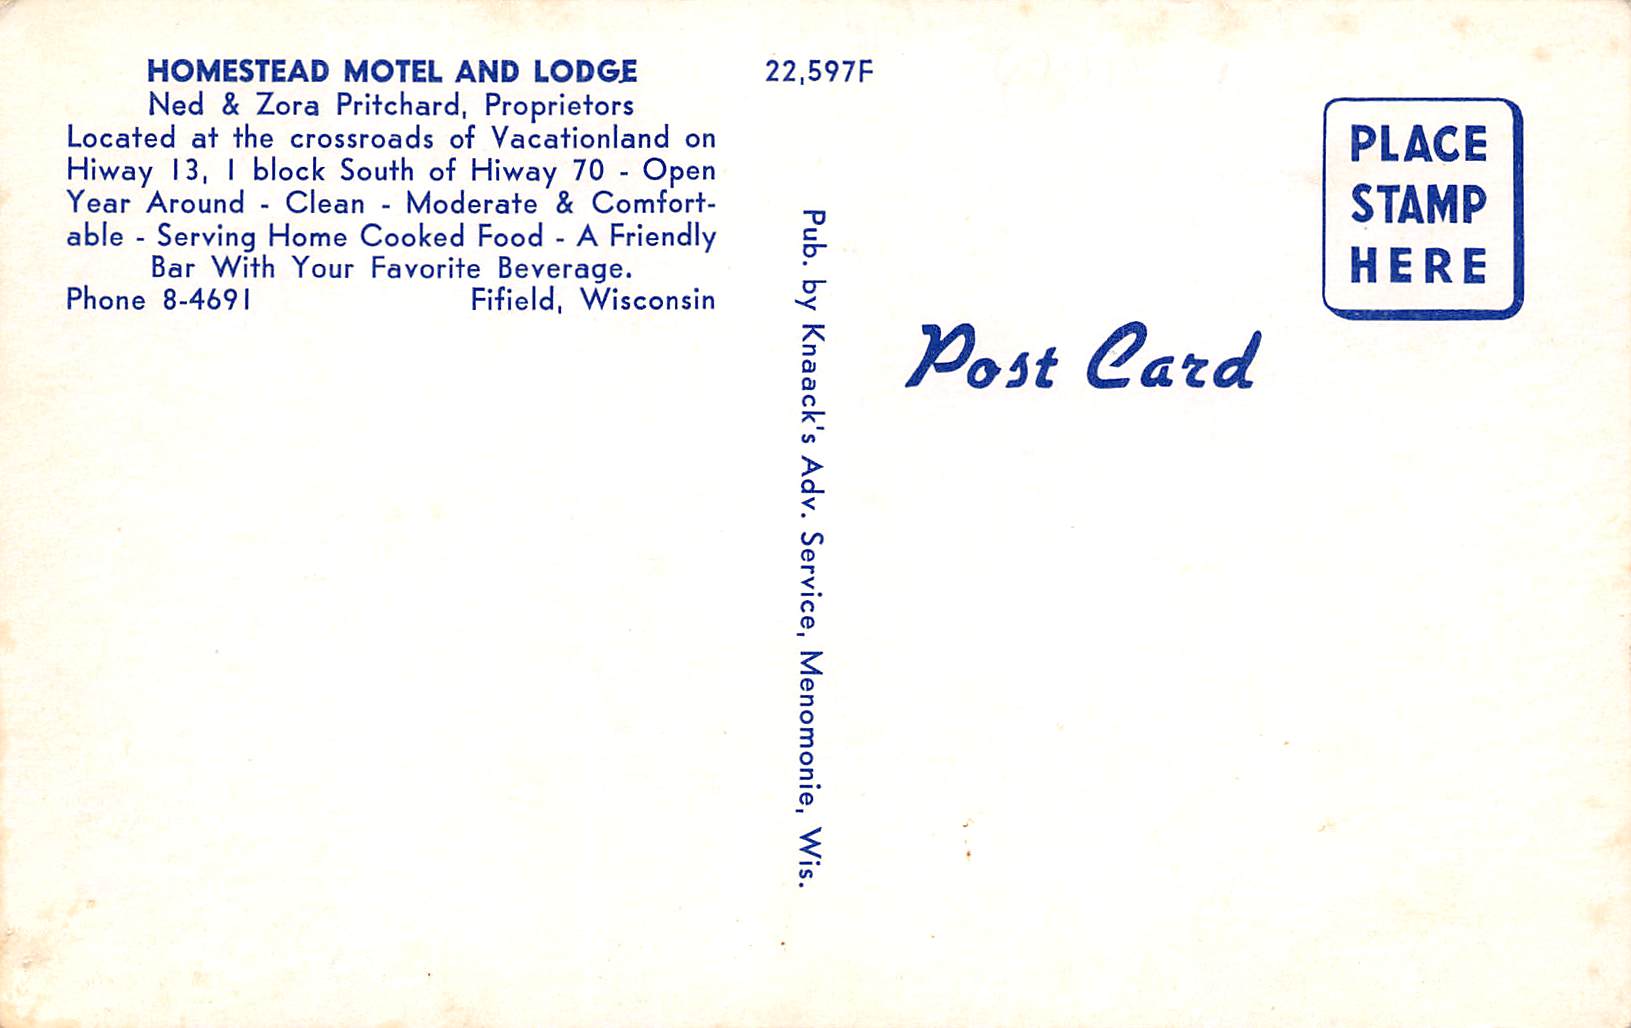 HOMESTEAD MOTEL AND LODGE
Ned & Zora Pritchard, Proprietors
Located at the crossroads of Vacationland on
Hiway 13, 1 block South of Hiway 70 - Open
Year Around - Clean - Moderate & Comfort-
able - Serving Home Cooked Food - A Friendly
Bar With Your Favorite Beverage.
Phone 8-4691 Fifield, Wisconsin
22,597F
Pub. by Knaack's Adv. Service, Menomonie, Wis.
PLACE
STAMP
HERE
Post Card